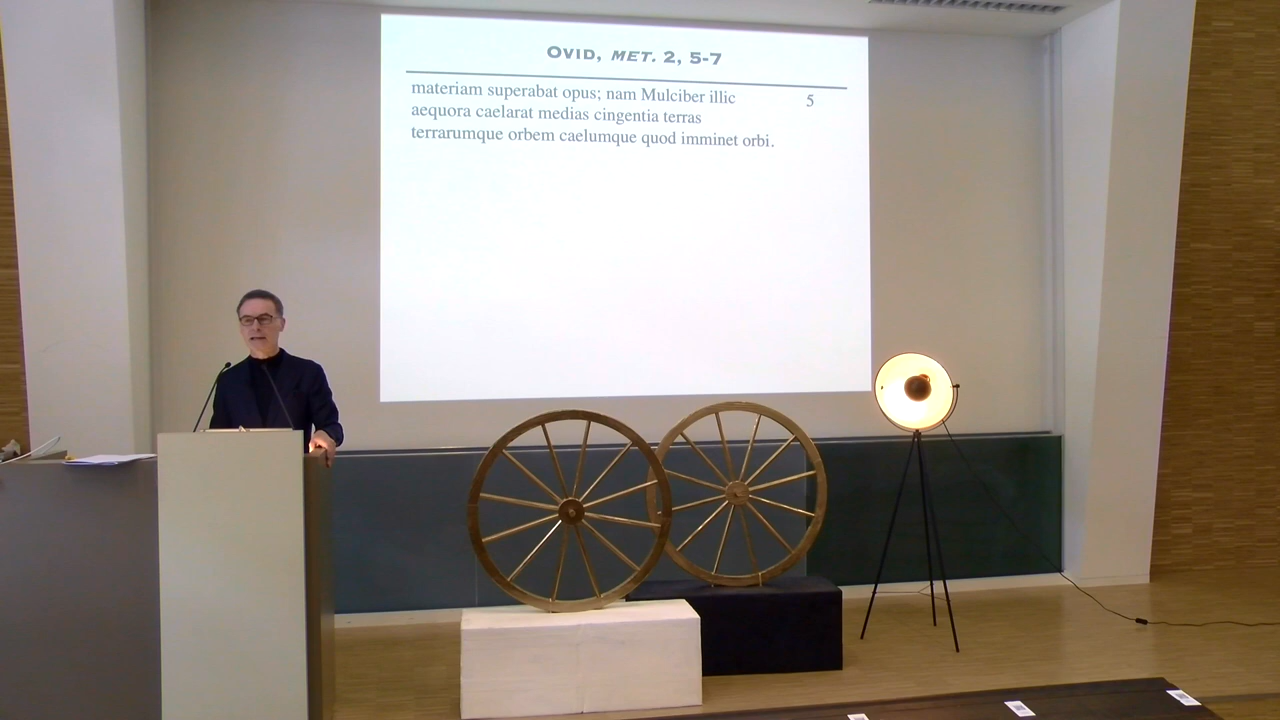 OVID, MET. 2, 5-7
materiam superabat opus; nam Mulciber illic 5
aequora caelarat medias cingentia terras
terrarumque orbem caelumque quod imminet orbi.